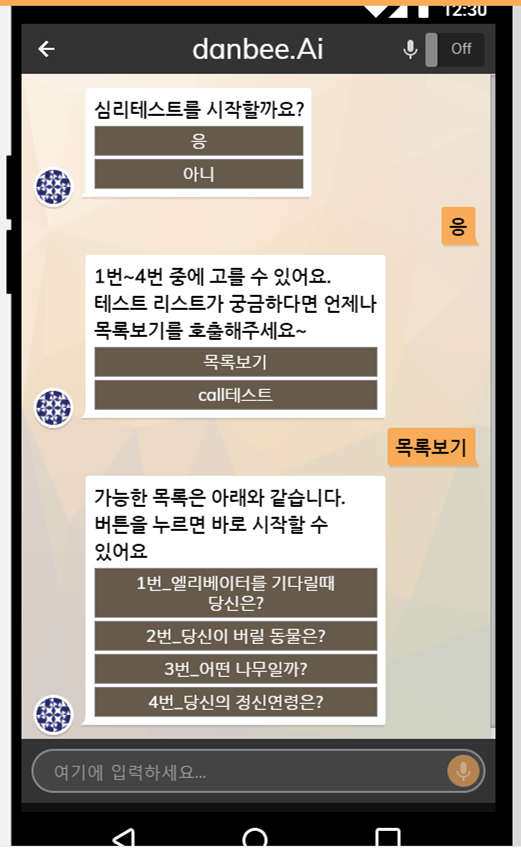 12:30
danbee.Ai
Off
심리테스트를 시작할까요?
응
아니
응
1번~4번 중에 고를 수 있어요.
테스트 리스트가 궁금하다면 언제나
목록보기를 호출해주세요~
목록보기
call테스트
목록보기
가능한 목록은 아래와 같습니다.
버튼을 누르면 바로 시작할 수
있어요
1번_엘리베이터를 기다릴때
당신은?
2번_당신이 버릴 동물은?
3번_어떤 나무일까?
4번_당신의 정신연령은?
여기에 입력하세요...